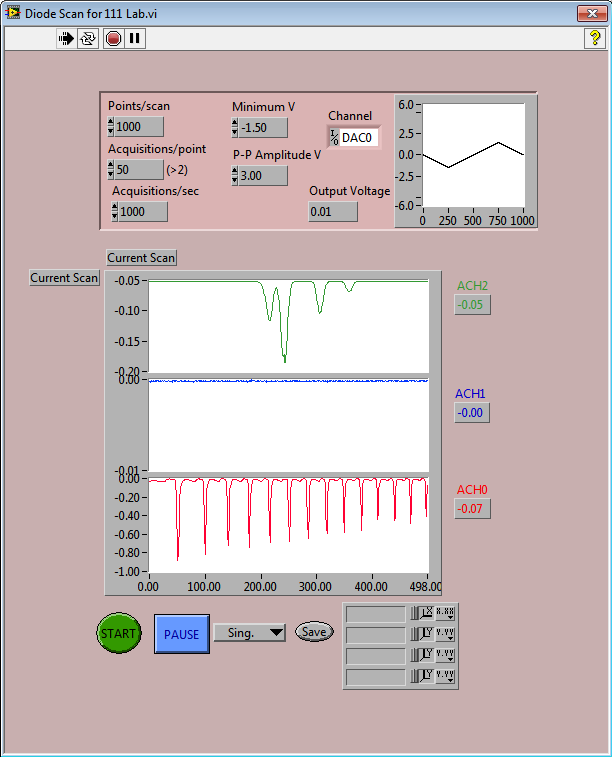 Diode Scan for 111 Lab.vi
?
Points/scan
1000
Minimum V
-1.50
Channel
I/O DAC0
Acquisitions/point
50 (>2)
P-P Amplitude V
3.00
Acquisitions/sec
1000
Output Voltage
0.01
6.0
2.5
0.0
-2.5
-6.0
0 250 500 750 1000
Current Scan
Current Scan
-0.05
-0.10
-0.15
-0.20
ACH2
-0.05
0.00
-0.01
ACH1
-0.00
0.00
-0.20
-0.40
-0.60
-0.80
-1.00
ACH0
-0.07
0.00 100.00 200.00 300.00 400.00 498.00
START
PAUSE
Sing.
Save
X X.XX
Y Y.YY
Y Y.YY
Y Y.YY